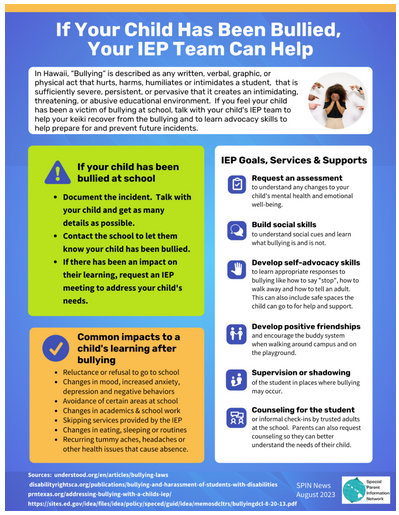 If Your Child Has Been Bullied,
Your IEP Team Can Help
In Hawaii, "Bullying" is described as any written, verbal, graphic, or
physical act that hurts, harms, humiliates or intimidates a student, that is
sufficiently severe, persistent, or pervasive that it creates an intimidating,
threatening, or abusive educational environment. If you feel your child
has been a victim of bullying at school, talk with your child's IEP team to
help your keiki recover from the bullying and to learn advocacy skills to
help prepare for and prevent future incidents.
If your child has been
bullied at school
• Document the incident. Talk with
your child and get as many
details as possible.
• Contact the school to let them
know your child has been bullied.
• If there has been an impact on
their learning, request an IEP
meeting to address your child's
needs.
Common impacts to a
child's learning after
bullying
• Reluctance or refusal to go to school
• Changes in mood, increased anxiety,
depression and negative behaviors
• Avoidance of certain areas at school
• Changes in academics & school work
• Skipping services provided by the IEP
• Changes in eating, sleeping or routines
• Recurring tummy aches, headaches or
other health issues that cause absence.
IEP Goals, Services & Supports
Request an assessment
to understand any changes to your
child's mental health and emotional
well-being.
Build social skills
to understand social cues and learn
what bullying is and is not.
Develop self-advocacy skills
to learn appropriate responses to
bullying like how to say "stop", how to
walk away and how to tell an adult.
This can also include safe spaces the
child can go to for help and support.
Develop positive friendships
and encourage the buddy system
when walking around campus and on
the playground.
Supervision or shadowing
of the student in places where bullying
may occur.
Counseling for the student
or informal check-ins by trusted adults
at the school. Parents can also request
counseling so they can better
understand the needs of their child.
Sources: understood.org/en/articles/bullying-laws
disabilityrightsca.org/publications/bullying-and-harassment-of-students-with-disabilities
prntexas.org/addressing-bullying-with-a-childs-iep/
https://sites.ed.gov/idea/files/idea/policy/speced/guid/idea/memosdcltrs/bullyingdcl-8-20-13.pdf
SPIN News
August 2023
Special
Parent
Information
Network